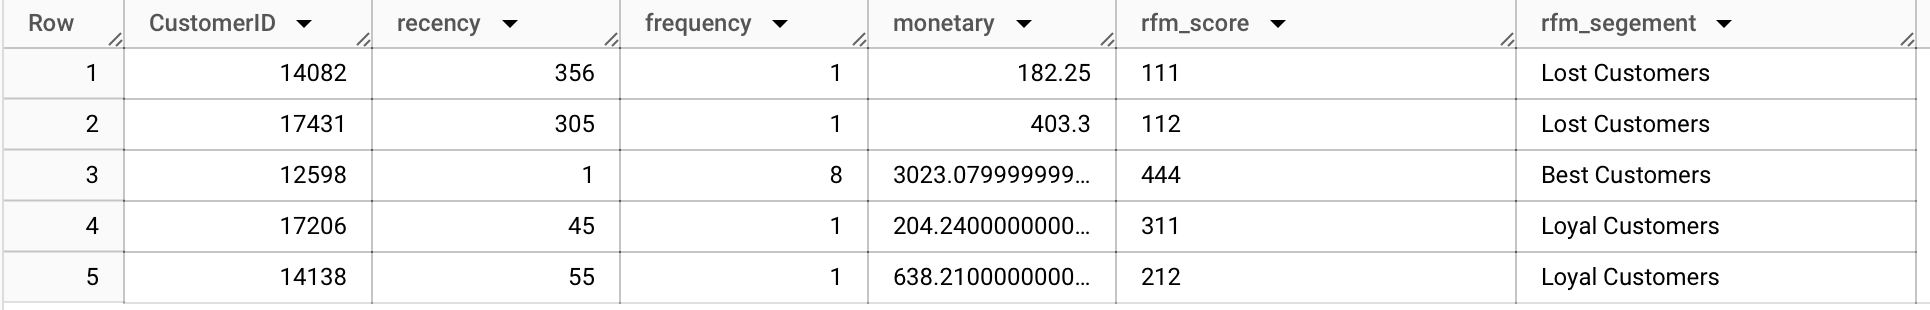 Row CustomerID recency frequency monetary rfm_score rfm_segement
1 14082 356 1 182.25 111 Lost Customers
2 17431 305 1 403.3 112 Lost Customers
3 12598 1 8 3023.079999999... 444 Best Customers
4 17206 45 1 204.2400000000... 311 Loyal Customers
5 14138 55 1 638.2100000000... 212 Loyal Customers